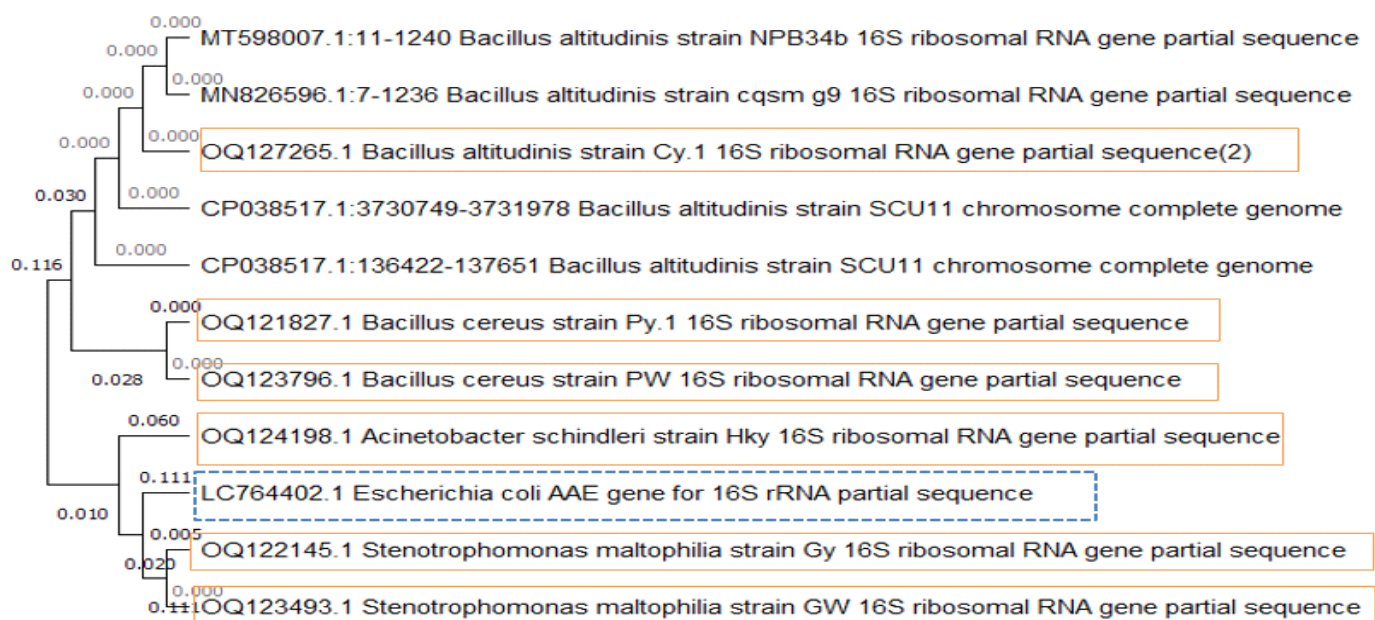 0.000
MT598007.1:11-1240 Bacillus altitudinis strain NPB34b 16S ribosomal RNA gene partial sequence
0.000
0.000
MN826596.1:7-1236 Bacillus altitudinis strain cqsm g9 16S ribosomal RNA gene partial sequence
0.000
0.000
OQ127265.1 Bacillus altitudinis strain Cy.1 16S ribosomal RNA gene partial sequence(2)
0.000
0.000
CP038517.1:3730749-3731978 Bacillus altitudinis strain SCU11 chromosome complete genome
0.030
0.000
CP038517.1:136422-137651 Bacillus altitudinis strain SCU11 chromosome complete genome
0.116
0.000
OQ121827.1 Bacillus cereus strain Py.1 16S ribosomal RNA gene partial sequence
0.000
OQ123796.1 Bacillus cereus strain PW 16S ribosomal RNA gene partial sequence
0.028
0.060
OQ124198.1 Acinetobacter schindleri strain Hky 16S ribosomal RNA gene partial sequence
0.111
LC764402.1 Escherichia coli AAE gene for 16S rRNA partial sequence
0.010
0.005
OQ122145.1 Stenotrophomonas maltophilia strain Gy 16S ribosomal RNA gene partial sequence
0.020
0.000
0.111
OQ123493.1 Stenotrophomonas maltophilia strain GW 16S ribosomal RNA gene partial sequence